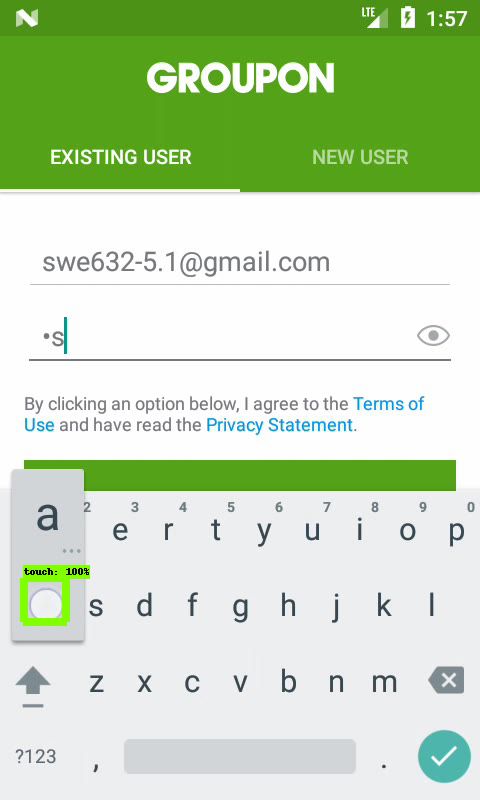 LTE 1:57
GROUPON
EXISTING USER NEW USER
swe632-5.1@gmail.com
•s
By clicking an option below, I agree to the Terms of
Use and have read the Privacy Statement.
a ...
2 3 4 5 6 7 8 9 0
e r t y u i o p
touch: 100%
s d f g h j k l
z x c v b n m
?123 , .